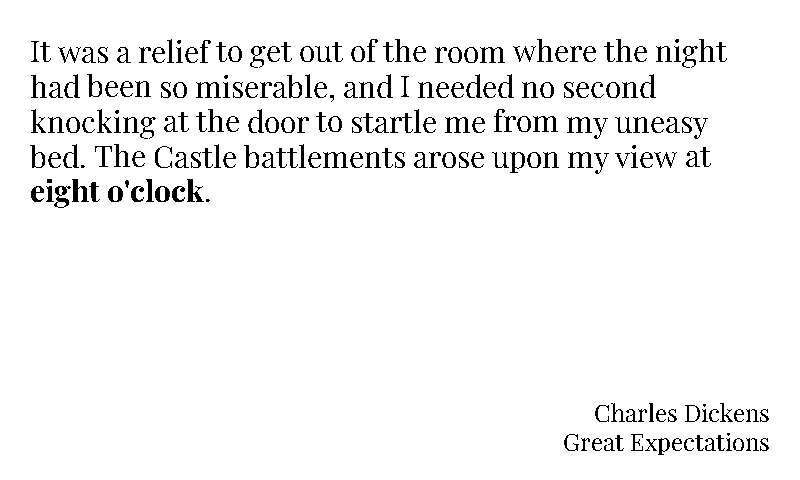 It was a relief to get out of the room where the night
had been so miserable, and I needed no second
knocking at the door to startle me from my uneasy
bed. The Castle battlements arose upon my view at
eight o'clock.
Charles Dickens
Great Expectations